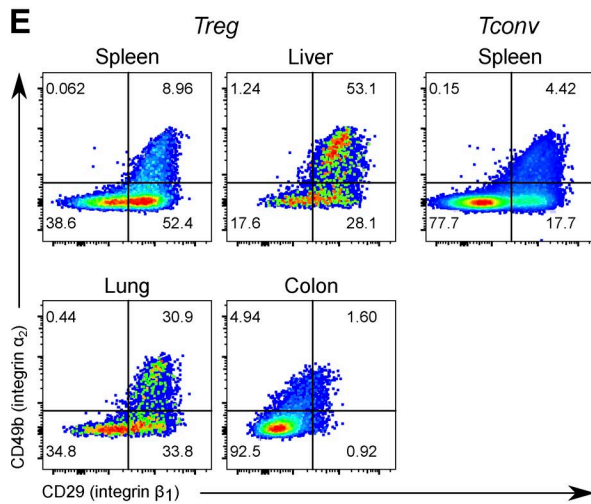 E
Treg Tconv
Spleen Liver Spleen
0.062 8.96 1.24 53.1 0.15 4.42
38.6 52.4 17.6 28.1 77.7 17.7
Lung Colon
0.44 30.9 4.94 1.60
34.8 33.8 92.5 0.92
CD49b (integrin α2)
CD29 (integrin β1)